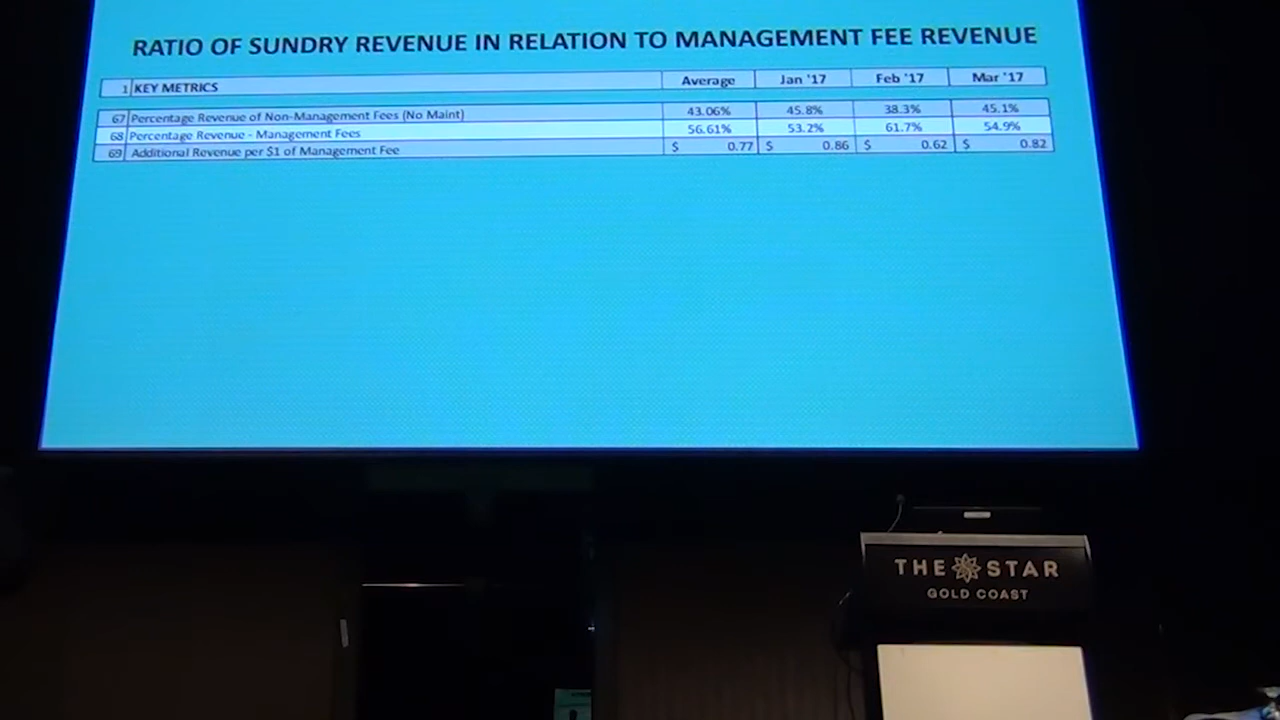 RATIO OF SUNDRY REVENUE IN RELATION TO MANAGEMENT FEE REVENUE
1 KEY METRICS Average Jan '17 Feb '17 Mar '17
67 Percentage Revenue of Non-Management Fees (No Maint) 43.06% 45.8% 38.3% 45.1%
68 Percentage Revenue - Management Fees 56.61% 53.2% 61.7% 54.9%
69 Additional Revenue per $1 of Management Fee $ 0.77 $ 0.86 $ 0.62 $ 0.82
THE STAR
GOLD COAST